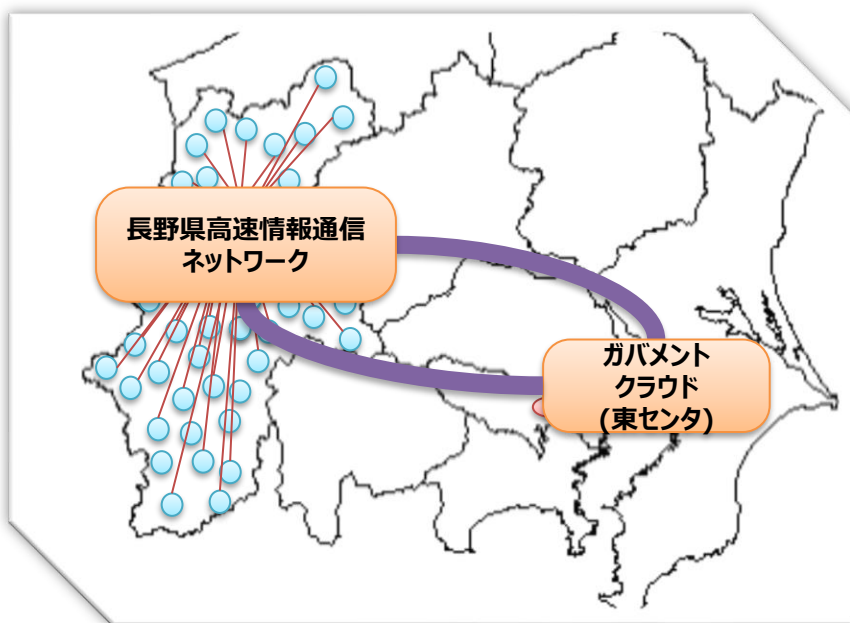 長野県高速情報通信
ネットワーク
ガバメント
クラウド
(東センタ)